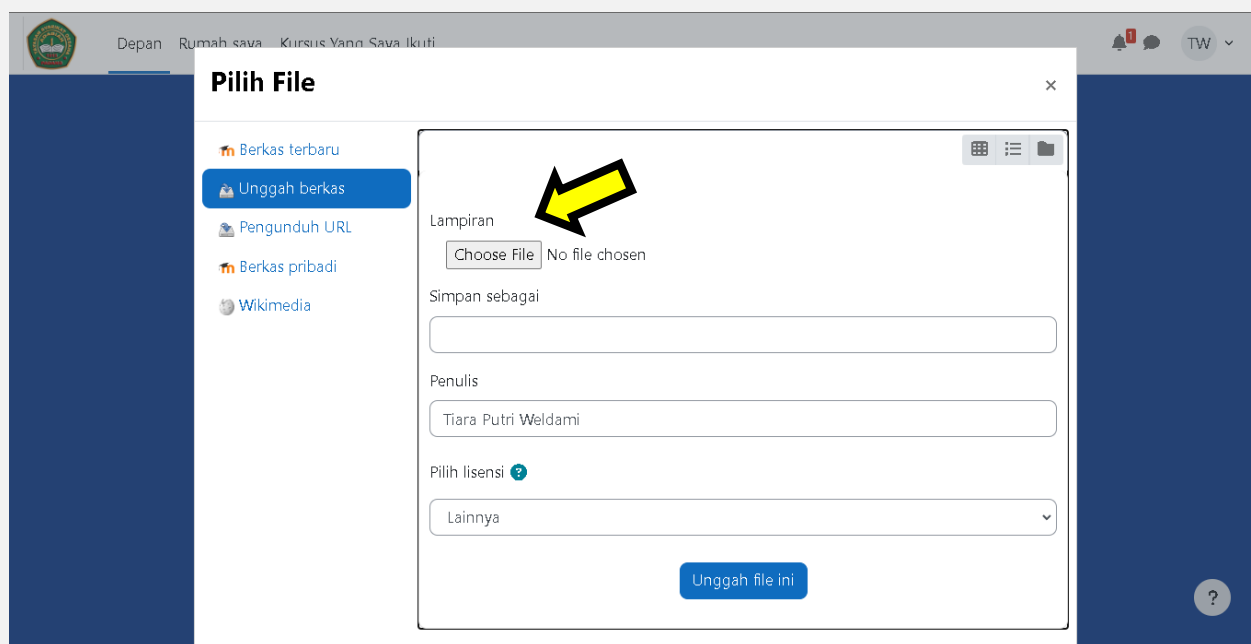 Depan Rumah saya Kursus Yang Saya Ikuti
1
TW
Pilih File
×
Berkas terbaru
Unggah berkas
Pengunduh URL
Berkas pribadi
Wikimedia
Lampiran
Choose File No file chosen
Simpan sebagai
Penulis
Tiara Putri Weldami
Pilih lisensi ?
Lainnya
Unggah file ini
?